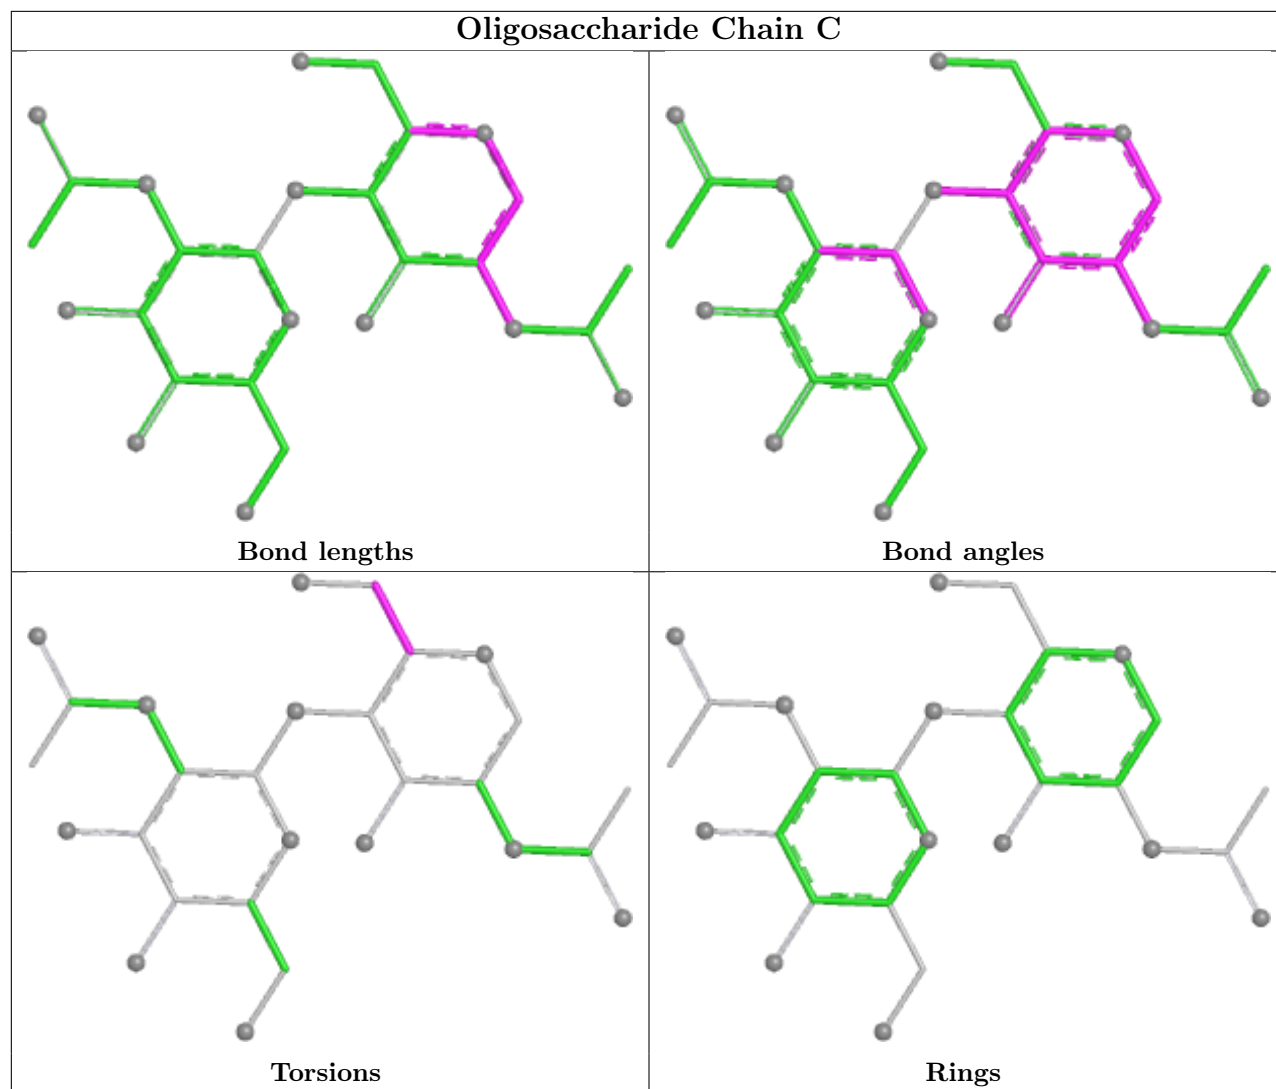 Oligosaccharide Chain C
Bond lengths
Bond angles
Torsions
Rings